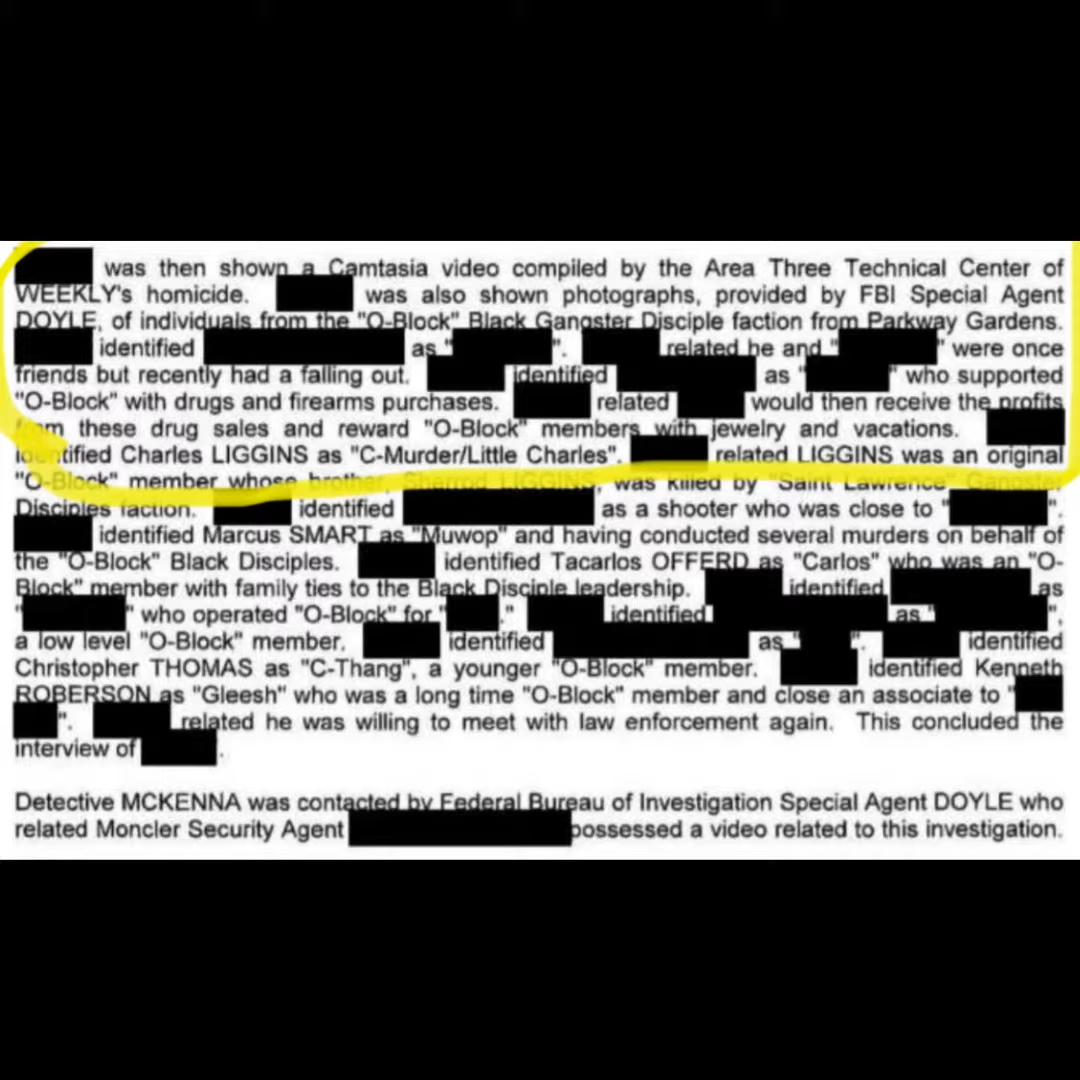 was then shown a Camtasia video compiled by the Area Three Technical Center of
WEEKLY's homicide. was also shown photographs, provided by FBI Special Agent
DOYLE, of individuals from the "O-Block" Black Gangster Disciple faction from Parkway Gardens.
identified as " ". related he and " " were once
friends but recently had a falling out. identified as " " who supported
"O-Block" with drugs and firearms purchases. related would then receive the profits
from these drug sales and reward "O-Block" members with jewelry and vacations.
identified Charles LIGGINS as "C-Murder/Little Charles". related LIGGINS was an original
"O-Block" member whose brother, Sherrod LIGGINS, was killed by "Saint Lawrence" Gangster
Disciples faction. identified as a shooter who was close to " ".
identified Marcus SMART as "Muwop" and having conducted several murders on behalf of
the "O-Block" Black Disciples. identified Tacarlos OFFERD as "Carlos" who was an "O-
Block" member with family ties to the Black Disciple leadership. identified as
" " who operated "O-Block" for " ." identified as " ",
a low level "O-Block" member. identified as " ". identified
Christopher THOMAS as "C-Thang", a younger "O-Block" member. identified Kenneth
ROBERSON as "Gleesh" who was a long time "O-Block" member and close an associate to "
". related he was willing to meet with law enforcement again. This concluded the
interview of .
Detective MCKENNA was contacted by Federal Bureau of Investigation Special Agent DOYLE who
related Moncler Security Agent possessed a video related to this investigation.